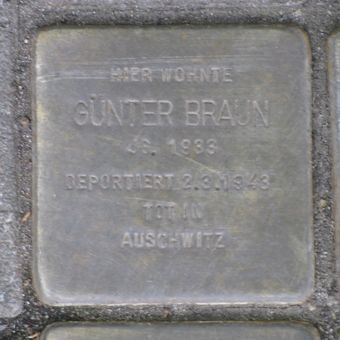 HIER WOHNTE
GÜNTER BRAUN
JG. 1933
DEPORTIERT 2.3.1943
TOT IN
AUSCHWITZ